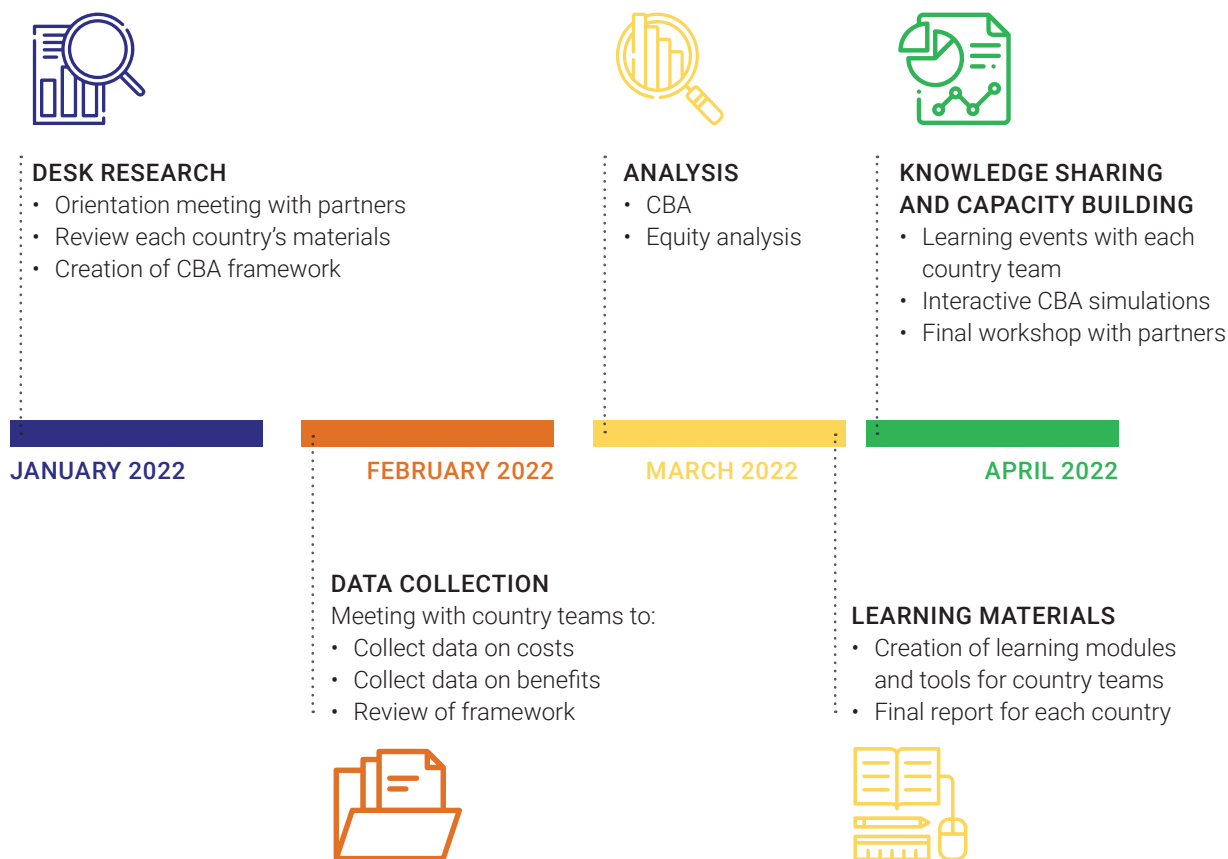 DESK RESEARCH
• Orientation meeting with partners
• Review each country's materials
• Creation of CBA framework
ANALYSIS
• CBA
• Equity analysis
KNOWLEDGE SHARING
AND CAPACITY BUILDING
• Learning events with each
country team
• Interactive CBA simulations
• Final workshop with partners
JANUARY 2022
FEBRUARY 2022
MARCH 2022
APRIL 2022
DATA COLLECTION
Meeting with country teams to:
• Collect data on costs
• Collect data on benefits
• Review of framework
LEARNING MATERIALS
• Creation of learning modules
and tools for country teams
• Final report for each country